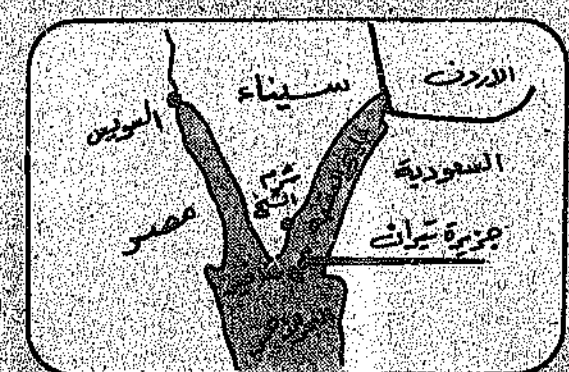 الاردن
سيناء
السويس
السعودية
شرم
الشيخ
مصر
جزيرة تيران